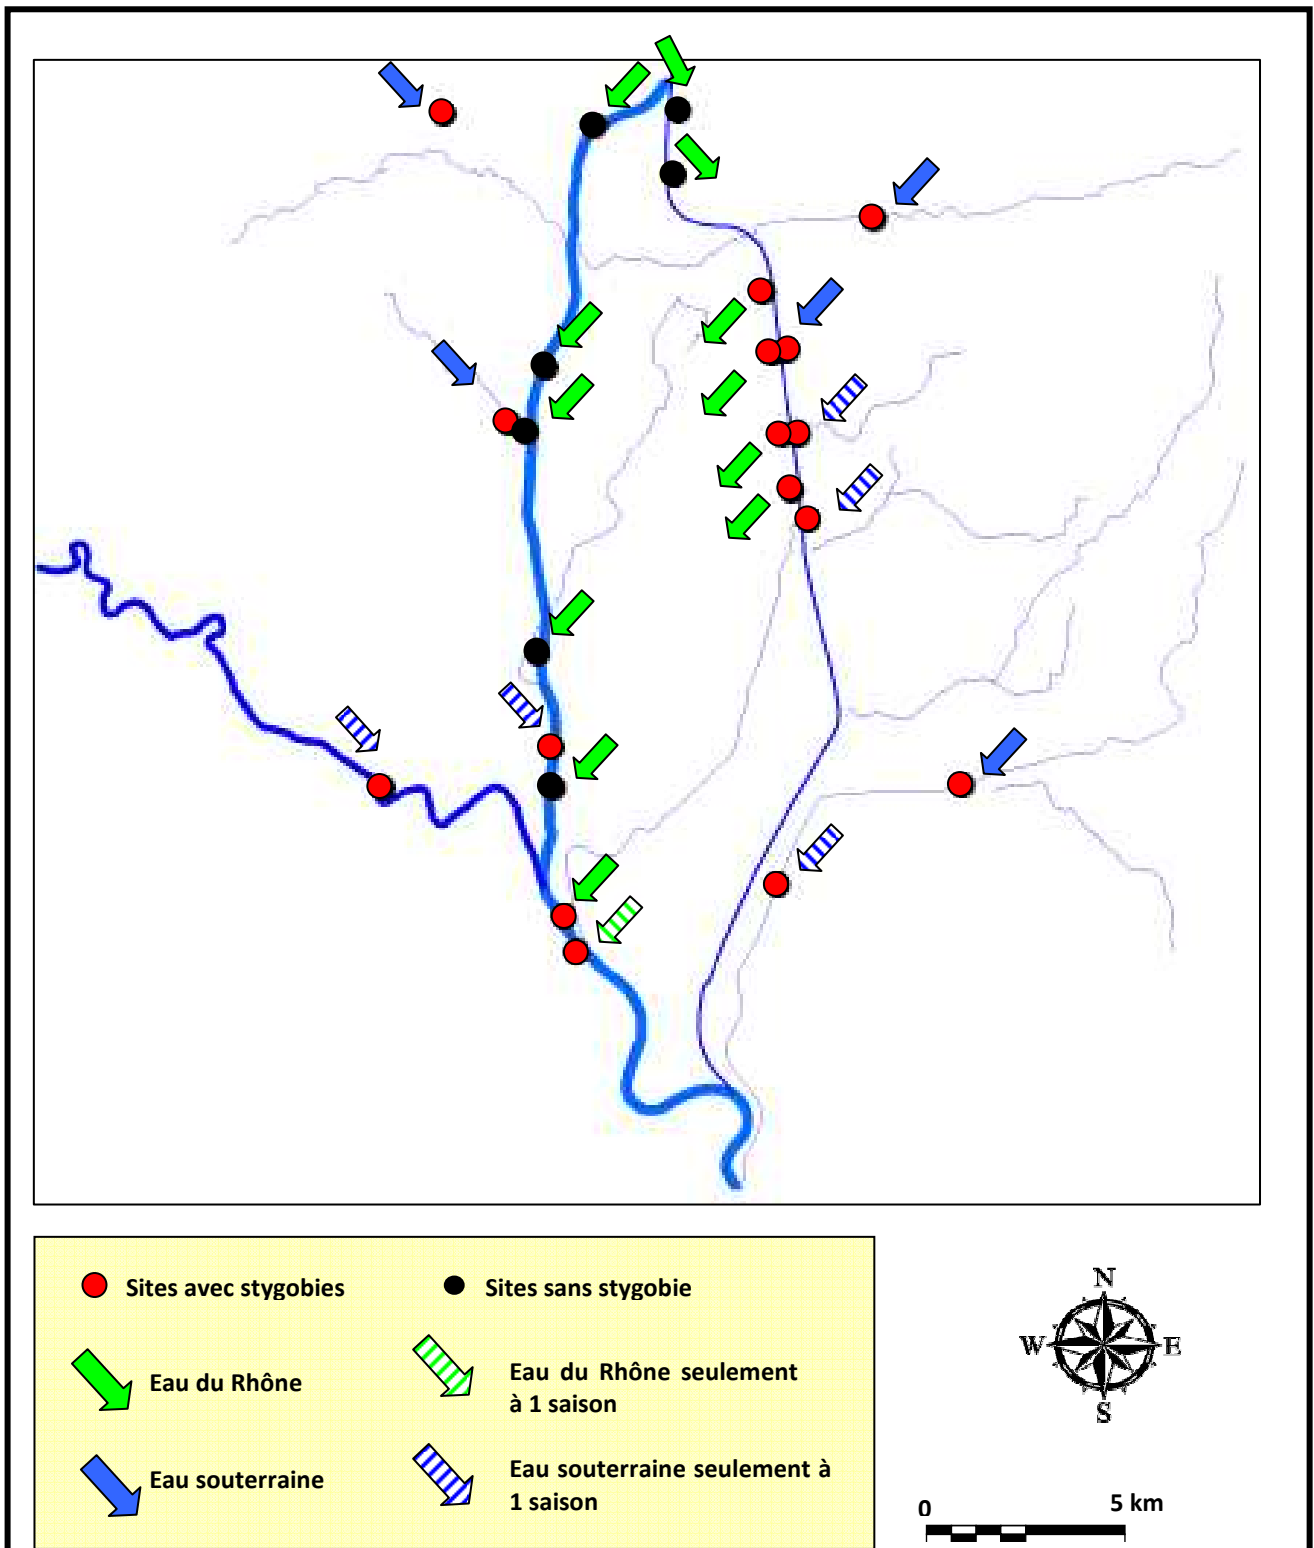 Sites avec stygobies
Sites sans stygobie
Eau du Rhône
Eau du Rhône seulement
à 1 saison
Eau souterraine
Eau souterraine seulement à
1 saison
N
W E
S
0 5 km